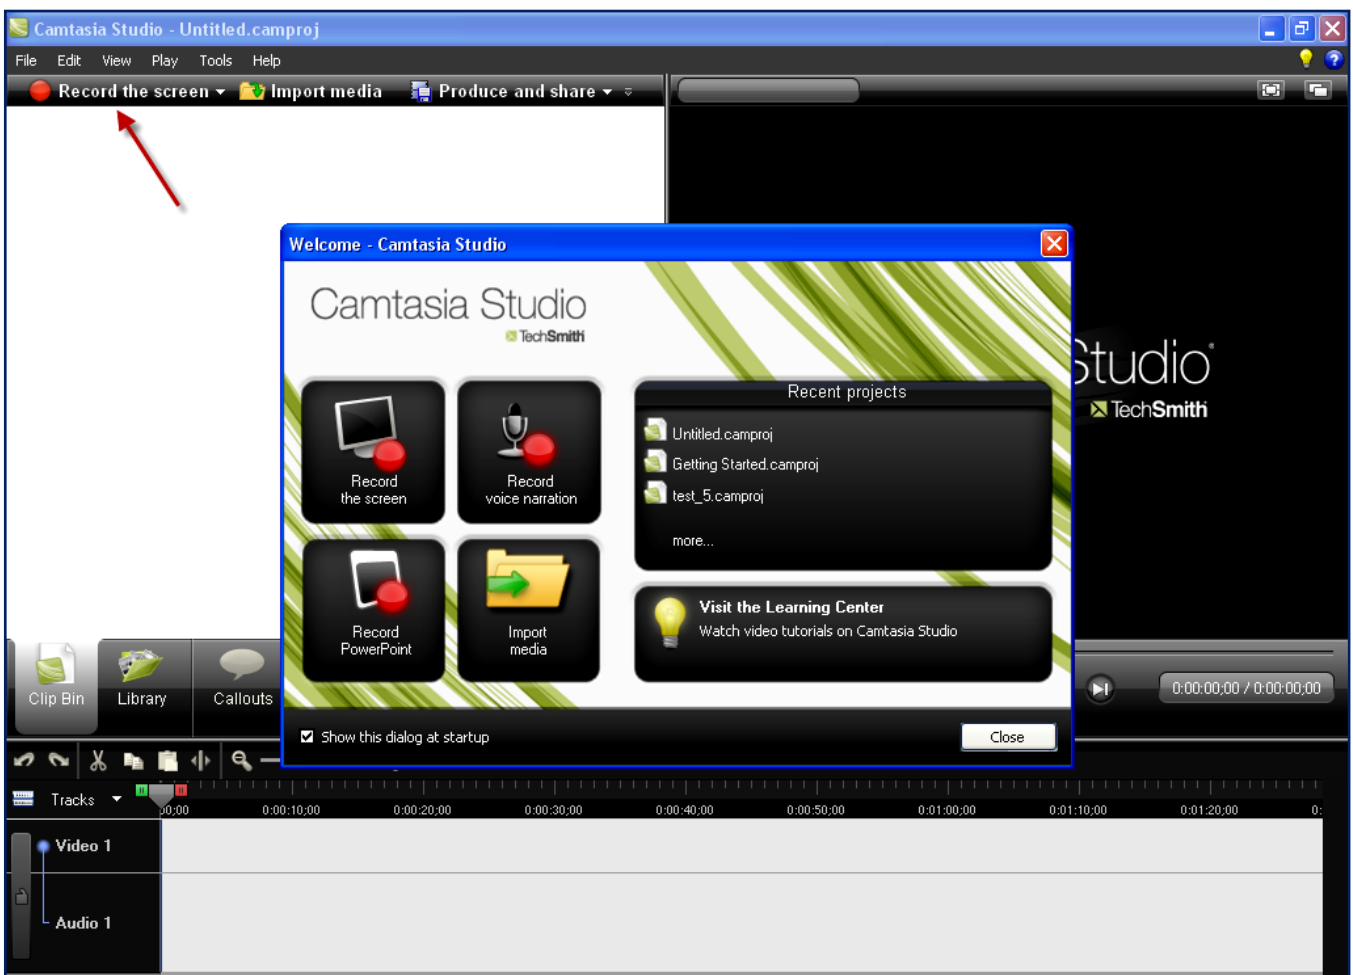 Camtasia Studio - Untitled.camproj
File Edit View Play Tools Help
Record the screen Import media Produce and share
Welcome - Camtasia Studio
Camtasia Studio
TechSmith
Studio
TechSmith
Recent projects
Untitled.camproj
Getting Started.camproj
test_5.camproj
more...
Record
the screen
Record
voice narration
Record
PowerPoint
Import
media
Visit the Learning Center
Watch video tutorials on Camtasia Studio
Show this dialog at startup
Close
Clip Bin Library Callouts
0:00:00;00 / 0:00:00;00
Tracks
00;00 0:00:10;00 0:00:20;00 0:00:30;00 0:00:40;00 0:00:50;00 0:01:00;00 0:01:10;00 0:01:20;00 0:
Video 1
Audio 1